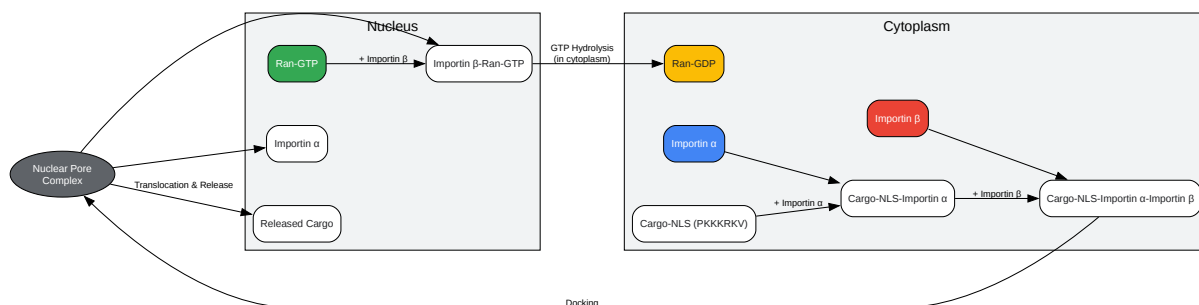 Nucleus
Cytoplasm
Ran-GTP
+ Importin β
Importin β-Ran-GTP
GTP Hydrolysis
(in cytoplasm)
Ran-GDP
Importin β
Importin α
Importin α
Nuclear Pore
Complex
Translocation & Release
Released Cargo
Cargo-NLS (PKKKRKV)
+ Importin α
Cargo-NLS-Importin α
+ Importin β
Cargo-NLS-Importin α-Importin β
Docking